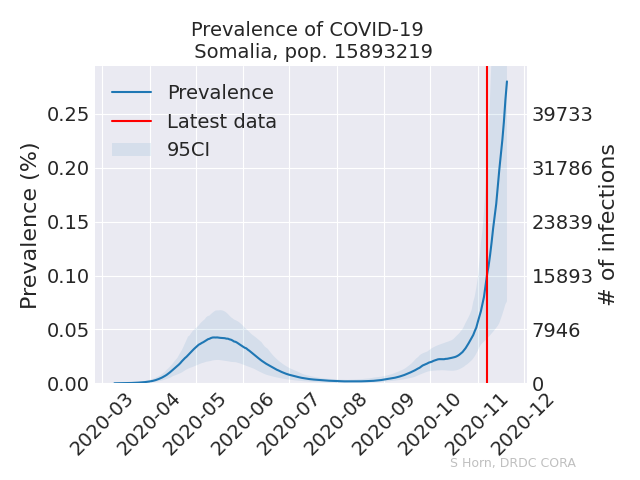 Prevalence of COVID-19
Somalia, pop. 15893219
Prevalence
Latest data
95CI
Prevalence (%)
0.25
0.20
0.15
0.10
0.05
0.00
39733
31786
23839
15893
7946
0
# of infections
2020-03
2020-04
2020-05
2020-06
2020-07
2020-08
2020-09
2020-10
2020-11
2020-12
S Horn, DRDC CORA